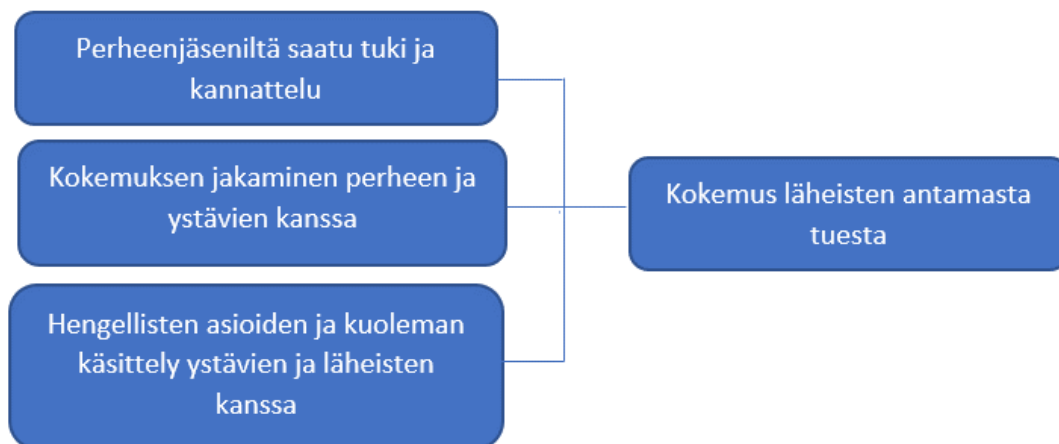 Perheenjäseniltä saatu tuki ja
kannattelu
Kokemuksen jakaminen perheen ja
ystävien kanssa
Hengellisten asioiden ja kuoleman
käsittely ystävien ja läheisten
kanssa
Kokemus läheisten antamasta
tuesta